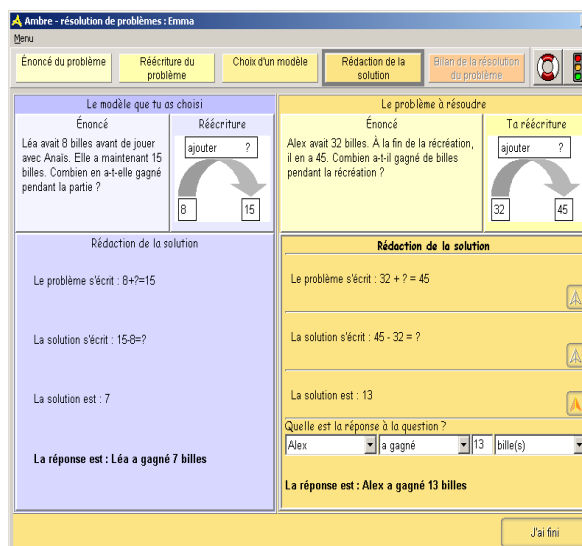 Ambre - résolution de problèmes : Emma
Menu
Énoncé du problème
Réécriture du
problème
Choix d'un modèle
Rédaction de la
solution
Bilan de la résolution
du problème
Le modèle que tu as choisi
Énoncé
Léa avait 8 billes avant de jouer
avec Anaïs. Elle a maintenant 15
billes. Combien en a-t-elle gagné
pendant la partie ?
Réécriture
ajouter ?
8 15
Rédaction de la solution
Le problème s'écrit : 8+?=15
La solution s'écrit : 15-8=?
La solution est : 7
La réponse est : Léa a gagné 7 billes
Le problème à résoudre
Énoncé
Alex avait 32 billes. À la fin de la récréation,
il en a 45. Combien a-t-il gagné de billes
pendant la récréation ?
Ta réécriture
ajouter ?
32 45
Rédaction de la solution
Le problème s'écrit : 32 + ? = 45
La solution s'écrit : 45 - 32 = ?
La solution est : 13
Quelle est la réponse à la question ?
Alex a gagné 13 bille(s)
La réponse est : Alex a gagné 13 billes
J'ai fini